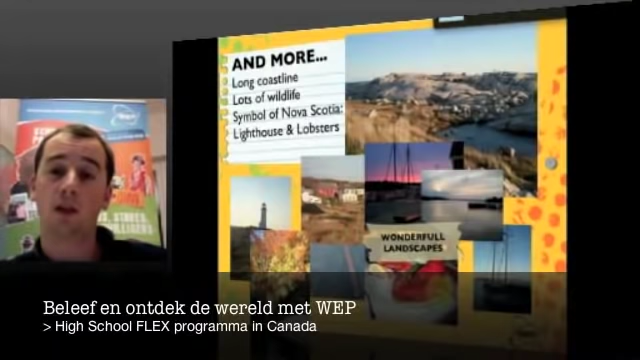 AND MORE...
Long coastline
Lots of wildlife
Symbol of Nova Scotia:
Lighthouse & Lobsters
WONDERFULL
LANDSCAPES
Beleef en ontdek de wereld met WEP
> High School FLEX programma in Canada